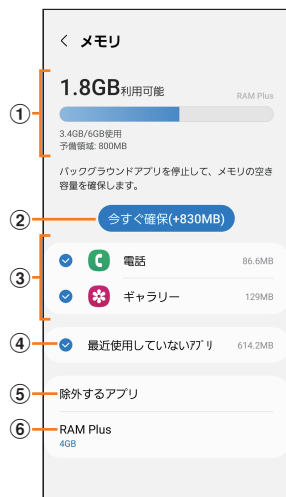 < メモリ
1.8GB利用可能
RAM Plus
①
3.4GB/6GB使用
予備領域: 800MB
バックグラウンドアプリを停止して、メモリの空き
容量を確保します。
② 今すぐ確保(+830MB)
③
電話 86.6MB
ギャラリー 129MB
④ 最近使用していないアプリ 614.2MB
⑤ 除外するアプリ
⑥ RAM Plus
4GB